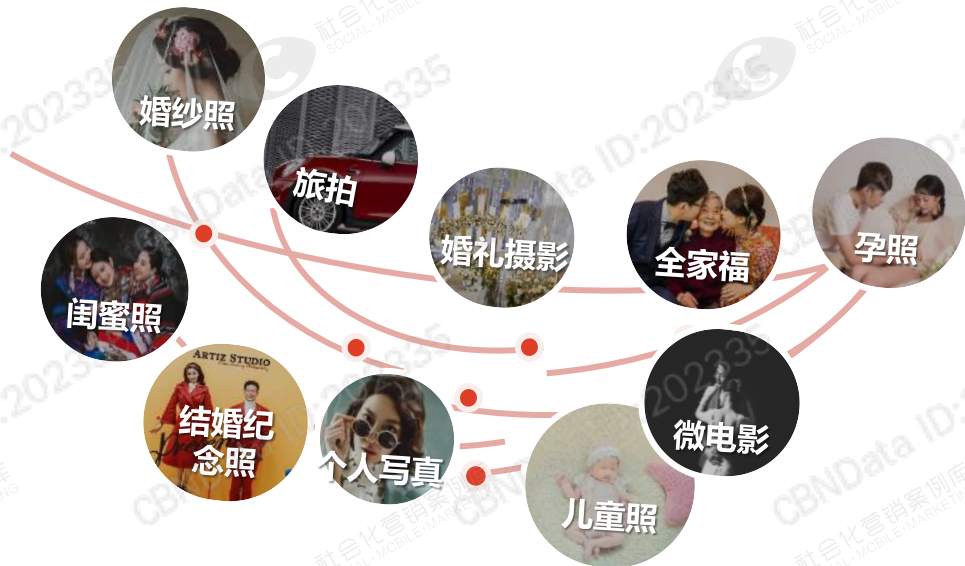 婚纱照
旅拍
婚礼摄影
全家福
孕照
闺蜜照
ARTIZ STUDIO
结婚纪
念照
个人写真
微电影
儿童照
CBNData ID:202335
社会化营销案例库
SOCIAL·MOBILE·MARKETING